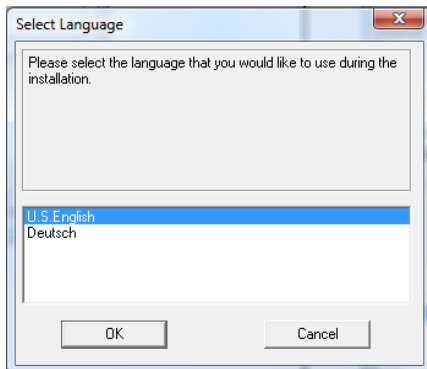 Select Language
Please select the language that you would like to use during the
installation.
U.S.English
Deutsch
OK
Cancel